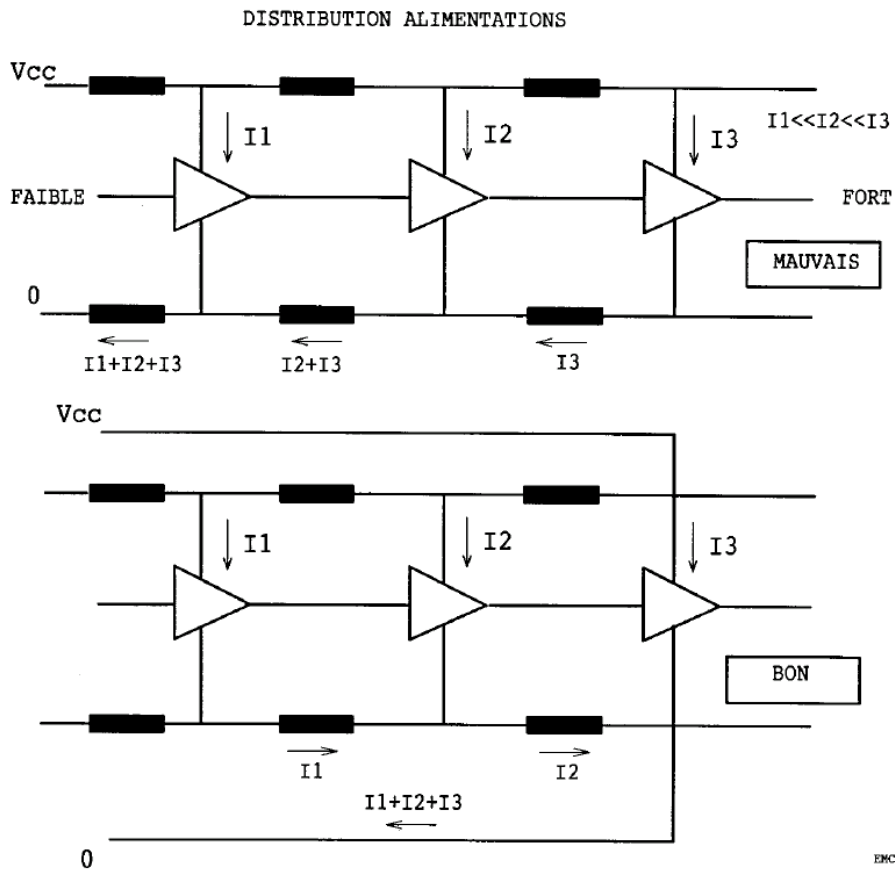 DISTRIBUTION ALIMENTATIONS
Vcc
I1
I2
I3
I1<<I2<<I3
FAIBLE
FORT
MAUVAIS
0
I1+I2+I3
I2+I3
I3
Vcc
I1
I2
I3
BON
I1
I2
I1+I2+I3
0
EMC